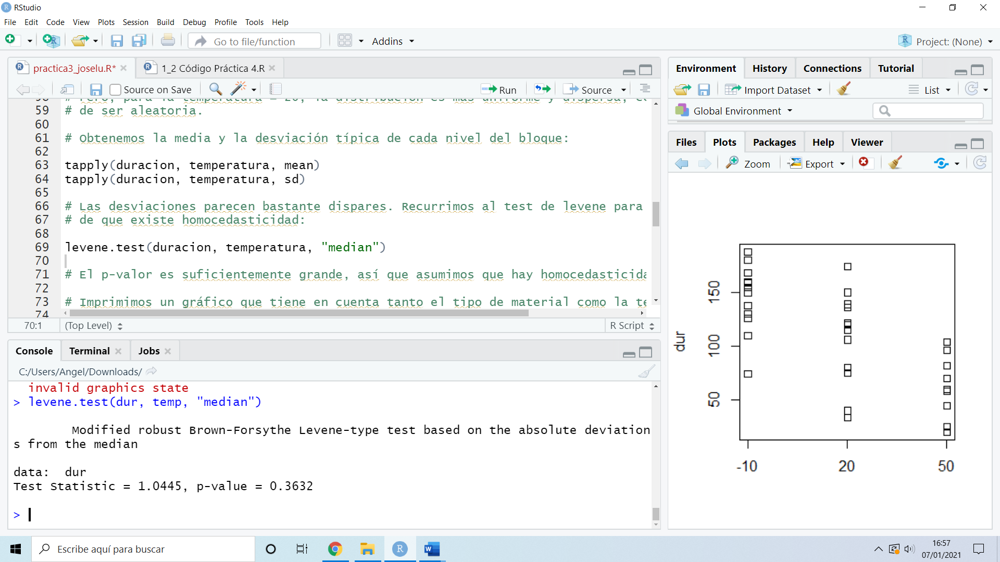 RStudio
File Edit Code View Plots Session Build Debug Profile Tools Help
Go to file/function Addins Project: (None)
practica3_joselu.R* 1_2 Código Práctica 4.R
Source on Save Run Source
59 # de ser aleatoria.
60
61 # Obtenemos la media y la desviación típica de cada nivel del bloque:
62
63 tapply(duracion, temperatura, mean)
64 tapply(duracion, temperatura, sd)
65
66 # Las desviaciones parecen bastante dispares. Recurrimos al test de levene para
67 # de que existe homocedasticidad:
68
69 levene.test(duracion, temperatura, "median")
70
71 # El p-valor es suficientemente grande, así que asumimos que hay homocedasticida
72
73 # Imprimimos un gráfico que tiene en cuenta tanto el tipo de material como la te
74
70:1 (Top Level) R Script
Console Terminal Jobs
C:/Users/Angel/Downloads/
invalid graphics state
> levene.test(dur, temp, "median")
Modified robust Brown-Forsythe Levene-type test based on the absolute deviation
s from the median
data: dur
Test Statistic = 1.0445, p-value = 0.3632
>
Environment History Connections Tutorial
Import Dataset List
Global Environment
Files Plots Packages Help Viewer
Zoom Export
dur
150
100
50
-10 20 50
Escribe aquí para buscar
16:57
07/01/2021